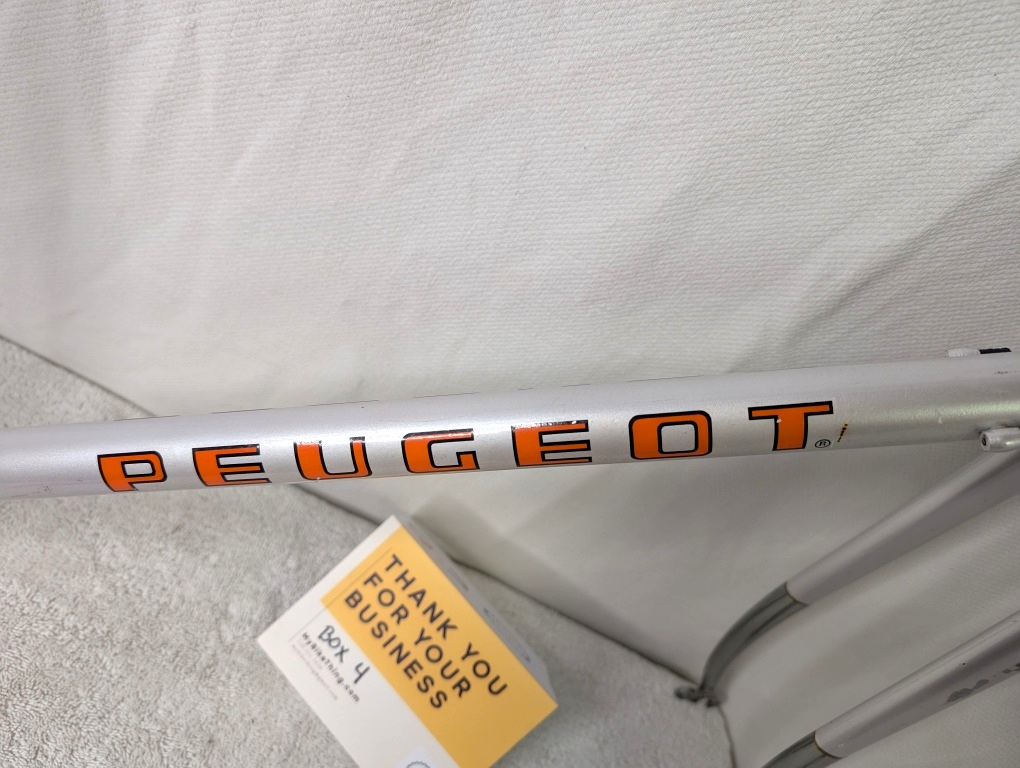 PEUGEOT®
THANK YOU
FOR YOUR
BUSINESS
BOX 4